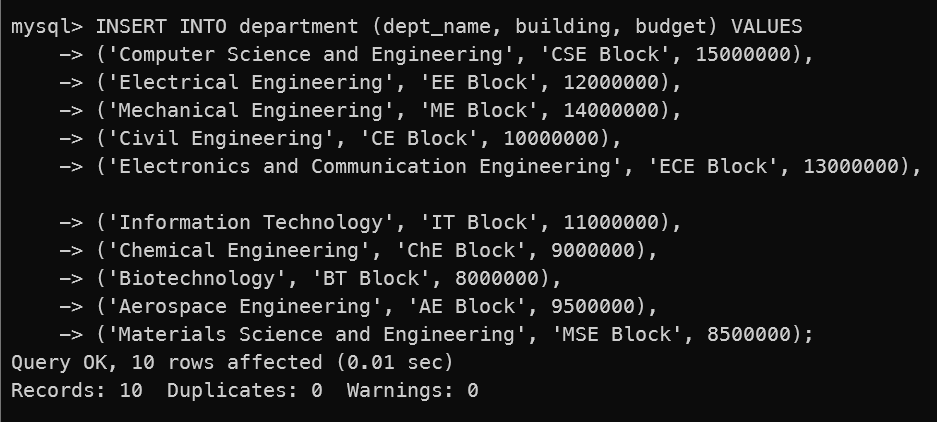 mysql> INSERT INTO department (dept_name, building, budget) VALUES
    -> ('Computer Science and Engineering', 'CSE Block', 15000000),
    -> ('Electrical Engineering', 'EE Block', 12000000),
    -> ('Mechanical Engineering', 'ME Block', 14000000),
    -> ('Civil Engineering', 'CE Block', 10000000),
    -> ('Electronics and Communication Engineering', 'ECE Block', 13000000),
    -> ('Information Technology', 'IT Block', 11000000),
    -> ('Chemical Engineering', 'ChE Block', 9000000),
    -> ('Biotechnology', 'BT Block', 8000000),
    -> ('Aerospace Engineering', 'AE Block', 9500000),
    -> ('Materials Science and Engineering', 'MSE Block', 8500000);
Query OK, 10 rows affected (0.01 sec)
Records: 10  Duplicates: 0  Warnings: 0